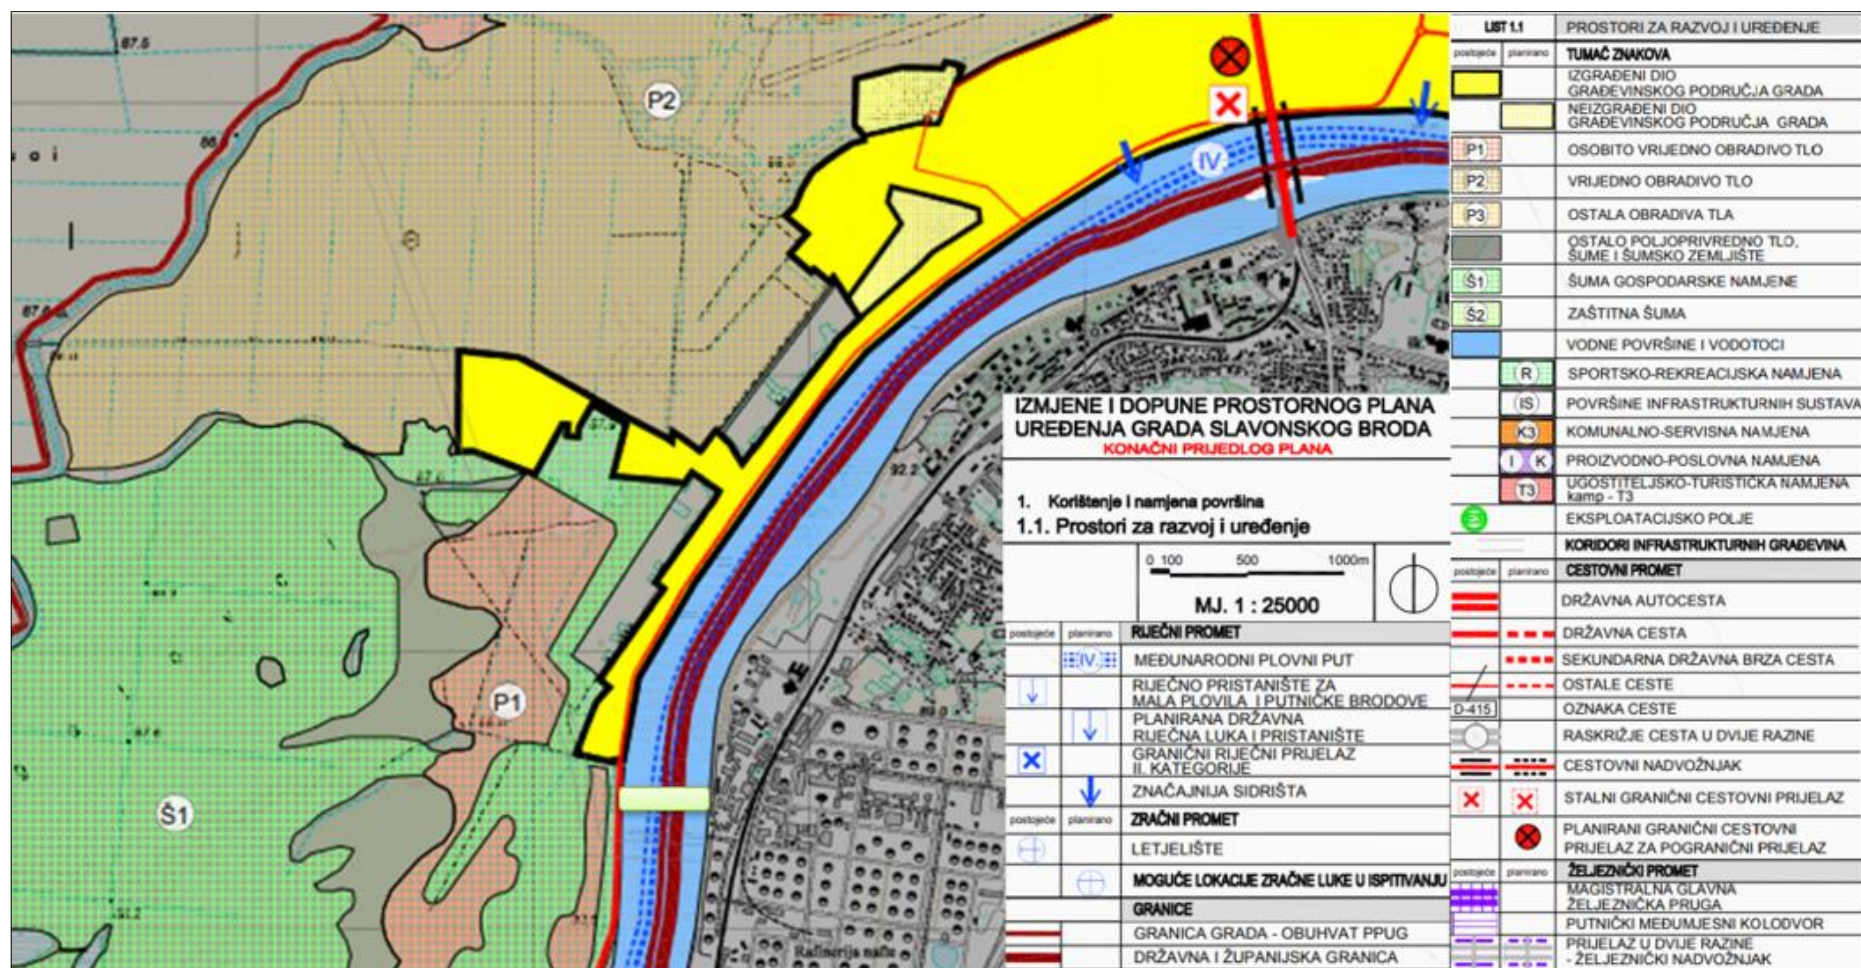 87.5
86
P2
IV
92.2
P1
Š1
Rafinerija nafte
IZMJENE I DOPUNE PROSTORNOG PLANA
UREĐENJA GRADA SLAVONSKOG BRODA
KONAČNI PRIJEDLOG PLANA
1. Korištenje i namjena površina
1.1. Prostori za razvoj i uređenje
0 100 500 1000m
MJ. 1 : 25000
postojeće planirano RIJEČNI PROMET
IV. MEĐUNARODNI PLOVNI PUT
RIJEČNO PRISTANIŠTE ZA
MALA PLOVILA I PUTNIČKE BRODOVE
PLANIRANA DRŽAVNA
RIJEČNA LUKA I PRISTANIŠTE
GRANIČNI RIJEČNI PRIJELAZ
II. KATEGORIJE
ZNAČAJNIJA SIDRIŠTA
postojeće planirano ZRAČNI PROMET
LETJELIŠTE
MOGUĆE LOKACIJE ZRAČNE LUKE U ISPITIVANJU
GRANICE
GRANICA GRADA - OBUHVAT PPUG
DRŽAVNA I ŽUPANIJSKA GRANICA
LIST 1.1 PROSTORI ZA RAZVOJ I UREĐENJE
postojeće planirano TUMAČ ZNAKOVA
IZGRAĐENI DIO
GRAĐEVINSKOG PODRUČJA GRADA
NEIZGRAĐENI DIO
GRAĐEVINSKOG PODRUČJA GRADA
P1 OSOBITO VRIJEDNO OBRADIVO TLO
P2 VRIJEDNO OBRADIVO TLO
P3 OSTALA OBRADIVA TLA
OSTALO POLJOPRIVREDNO TLO,
ŠUME I ŠUMSKO ZEMLJIŠTE
Š1 ŠUMA GOSPODARSKE NAMJENE
Š2 ZAŠTITNA ŠUMA
VODNE POVRŠINE I VODOTOCI
R SPORTSKO-REKREACIJSKA NAMJENA
IS POVRŠINE INFRASTRUKTURNIH SUSTAVA
K3 KOMUNALNO-SERVISNA NAMJENA
I K PROIZVODNO-POSLOVNA NAMJENA
T3 UGOSTITELJSKO-TURISTIČKA NAMJENA
kamp - T3
EKSPLOATACIJSKO POLJE
KORIDORI INFRASTRUKTURNIH GRAĐEVINA
postojeće planirano CESTOVNI PROMET
DRŽAVNA AUTOCESTA
DRŽAVNA CESTA
SEKUNDARNA DRŽAVNA BRZA CESTA
OSTALE CESTE
D-415 OZNAKA CESTE
RASKRIŽJE CESTA U DVIJE RAZINE
CESTOVNI NADVOŽNJAK
STALNI GRANIČNI CESTOVNI PRIJELAZ
PLANIRANI GRANIČNI CESTOVNI
PRIJELAZ ZA POGRANIČNI PRIJELAZ
postojeće planirano ŽELJEZNIČKI PROMET
MAGISTRALNA GLAVNA
ŽELJEZNIČKA PRUGA
PUTNIČKI MEĐUMJESNI KOLODVOR
PRIJELAZ U DVIJE RAZINE
- ŽELJEZNIČKI NADVOŽNJAK